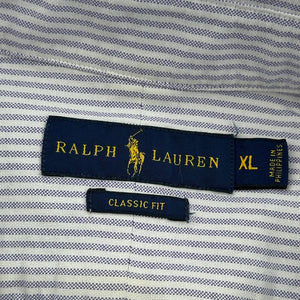 RALPH LAUREN
XL
MADE IN
PHILIPPINES
CLASSIC FIT